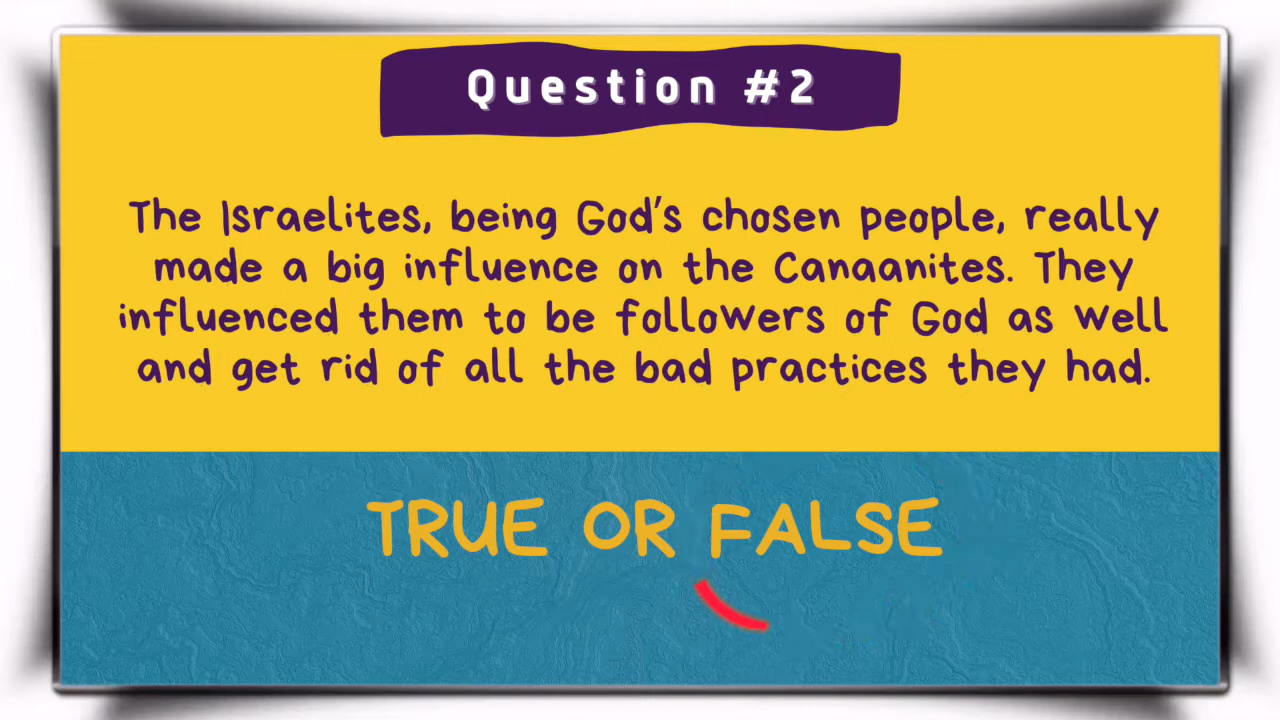 Question #2
The Israelites, being God's chosen people, really
made a big influence on the Canaanites. They
influenced them to be followers of God as well
and get rid of all the bad practices they had.
TRUE OR FALSE